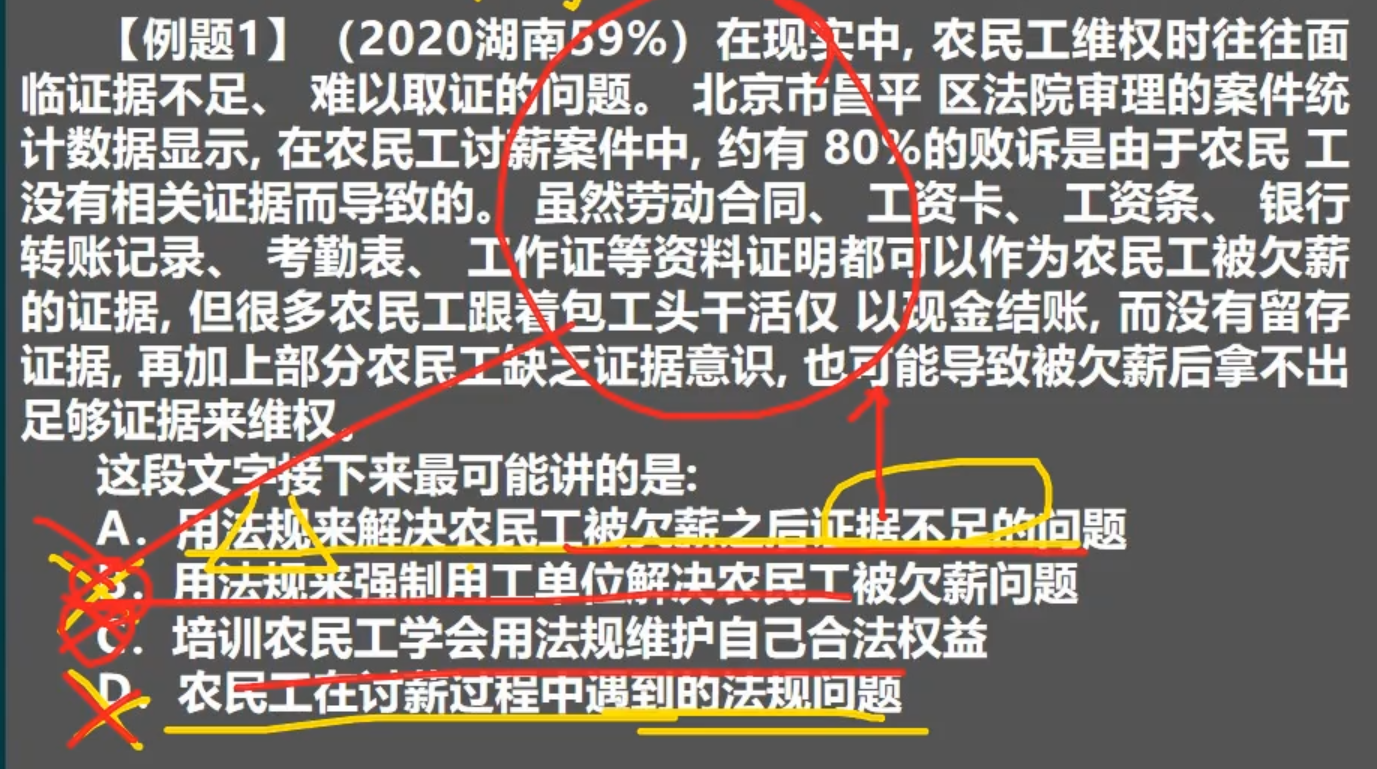 【例题1】（2020湖南59%）在现实中, 农民工维权时往往面
临证据不足、 难以取证的问题。 北京市昌平 区法院审理的案件统
计数据显示, 在农民工讨薪案件中, 约有 80%的败诉是由于农民 工
没有相关证据而导致的。 虽然劳动合同、 工资卡、 工资条、 银行
转账记录、 考勤表、 工作证等资料证明都可以作为农民工被欠薪
的证据, 但很多农民工跟着包工头干活仅 以现金结账, 而没有留存
证据, 再加上部分农民工缺乏证据意识, 也可能导致被欠薪后拿不出
足够证据来维权。
这段文字接下来最可能讲的是:
A. 用法规来解决农民工被欠薪之后证据不足的问题
B. 用法规来强制用工单位解决农民工被欠薪问题
C. 培训农民工学会用法规维护自己合法权益
D. 农民工在讨薪过程中遇到的法规问题